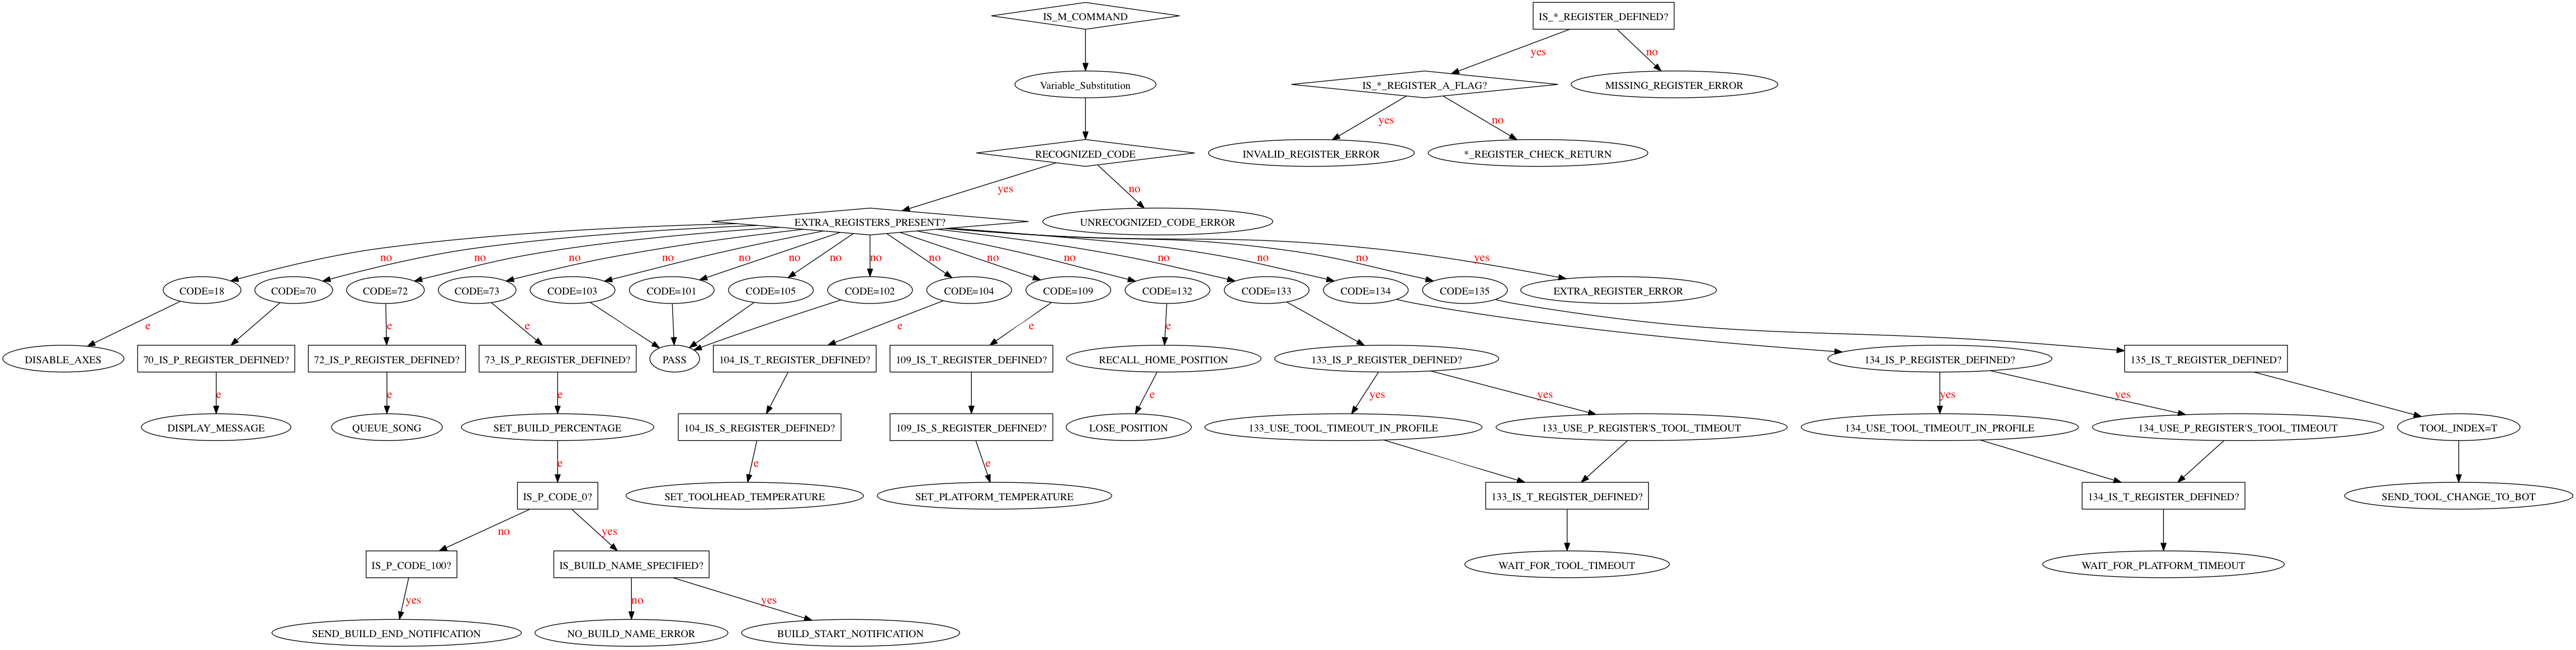 IS_M_COMMAND
IS_*_REGISTER_DEFINED?
yes
no
Variable_Substitution
IS_*_REGISTER_A_FLAG?
MISSING_REGISTER_ERROR
yes
no
RECOGNIZED_CODE
INVALID_REGISTER_ERROR
*_REGISTER_CHECK_RETURN
yes
no
EXTRA_REGISTERS_PRESENT?
UNRECOGNIZED_CODE_ERROR
no
no
no
no
no
no
no
no
no
no
no
no
no
no
yes
CODE=18
CODE=70
CODE=72
CODE=73
CODE=103
CODE=101
CODE=105
CODE=102
CODE=104
CODE=109
CODE=132
CODE=133
CODE=134
CODE=135
EXTRA_REGISTER_ERROR
e
e
e
e
e
e
DISABLE_AXES
70_IS_P_REGISTER_DEFINED?
72_IS_P_REGISTER_DEFINED?
73_IS_P_REGISTER_DEFINED?
PASS
104_IS_T_REGISTER_DEFINED?
109_IS_T_REGISTER_DEFINED?
RECALL_HOME_POSITION
133_IS_P_REGISTER_DEFINED?
134_IS_P_REGISTER_DEFINED?
135_IS_T_REGISTER_DEFINED?
e
e
e
e
yes
yes
yes
yes
DISPLAY_MESSAGE
QUEUE_SONG
SET_BUILD_PERCENTAGE
104_IS_S_REGISTER_DEFINED?
109_IS_S_REGISTER_DEFINED?
LOSE_POSITION
133_USE_TOOL_TIMEOUT_IN_PROFILE
133_USE_P_REGISTER'S_TOOL_TIMEOUT
134_USE_TOOL_TIMEOUT_IN_PROFILE
134_USE_P_REGISTER'S_TOOL_TIMEOUT
TOOL_INDEX=T
e
e
e
IS_P_CODE_0?
SET_TOOLHEAD_TEMPERATURE
SET_PLATFORM_TEMPERATURE
133_IS_T_REGISTER_DEFINED?
134_IS_T_REGISTER_DEFINED?
SEND_TOOL_CHANGE_TO_BOT
no
yes
IS_P_CODE_100?
IS_BUILD_NAME_SPECIFIED?
WAIT_FOR_TOOL_TIMEOUT
WAIT_FOR_PLATFORM_TIMEOUT
yes
no
yes
SEND_BUILD_END_NOTIFICATION
NO_BUILD_NAME_ERROR
BUILD_START_NOTIFICATION